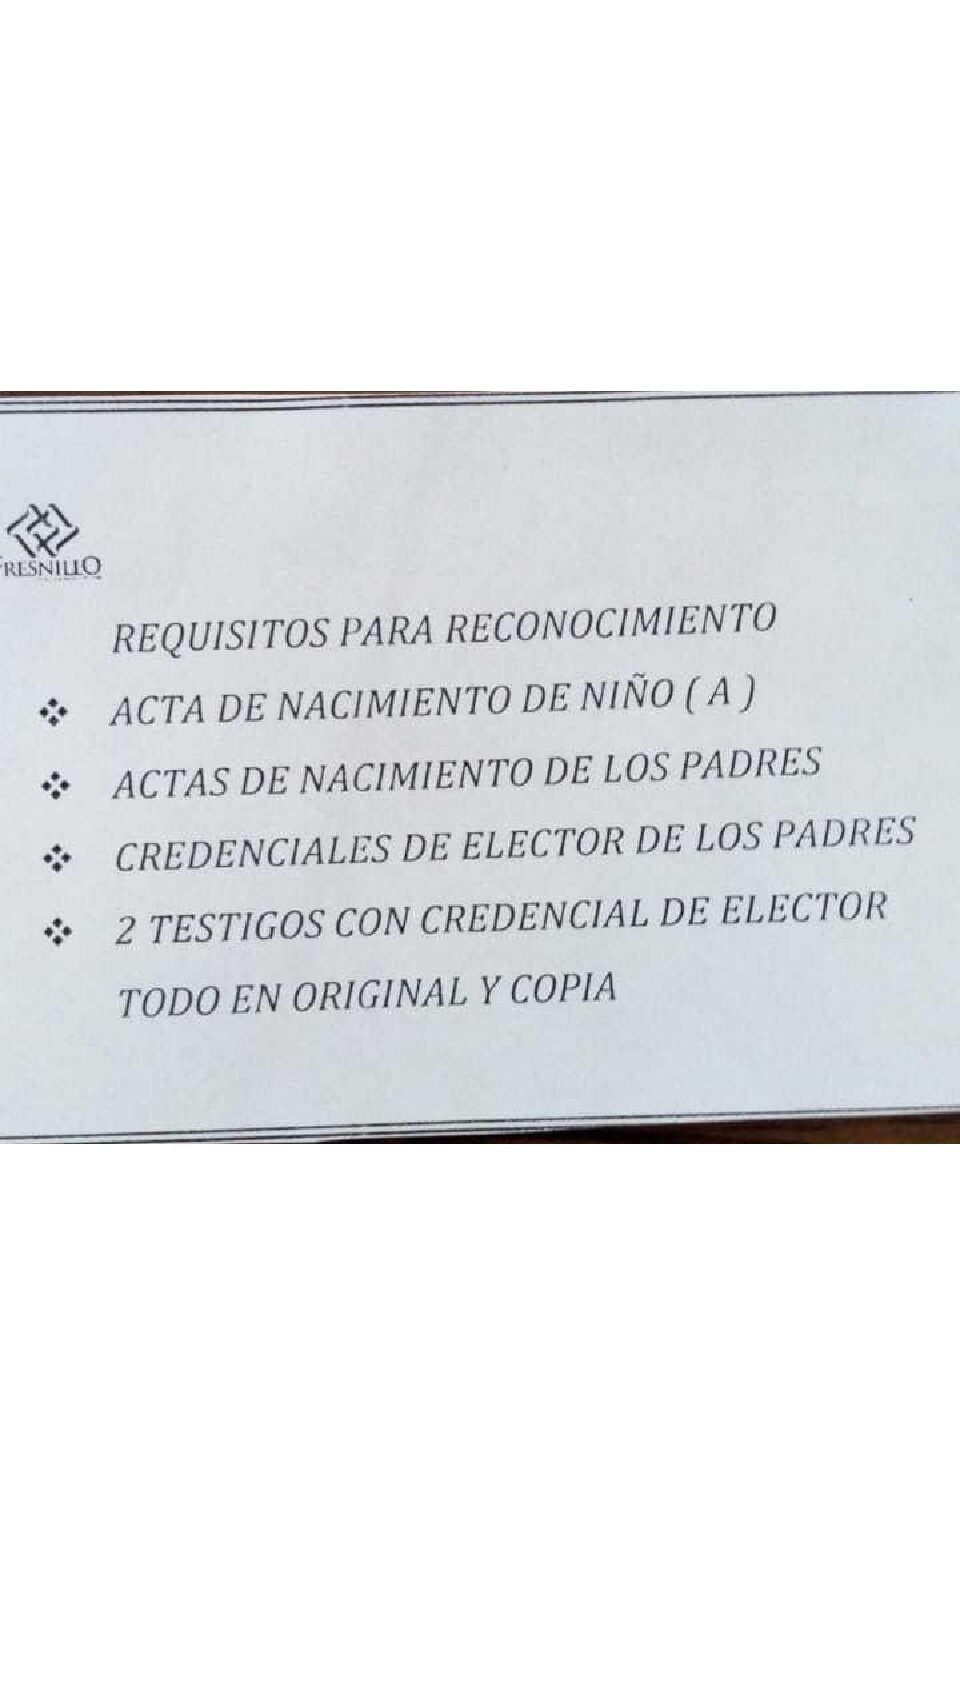 FRESNILLO
REQUISITOS PARA RECONOCIMIENTO
ACTA DE NACIMIENTO DE NIÑO ( A )
ACTAS DE NACIMIENTO DE LOS PADRES
CREDENCIALES DE ELECTOR DE LOS PADRES
2 TESTIGOS CON CREDENCIAL DE ELECTOR
TODO EN ORIGINAL Y COPIA